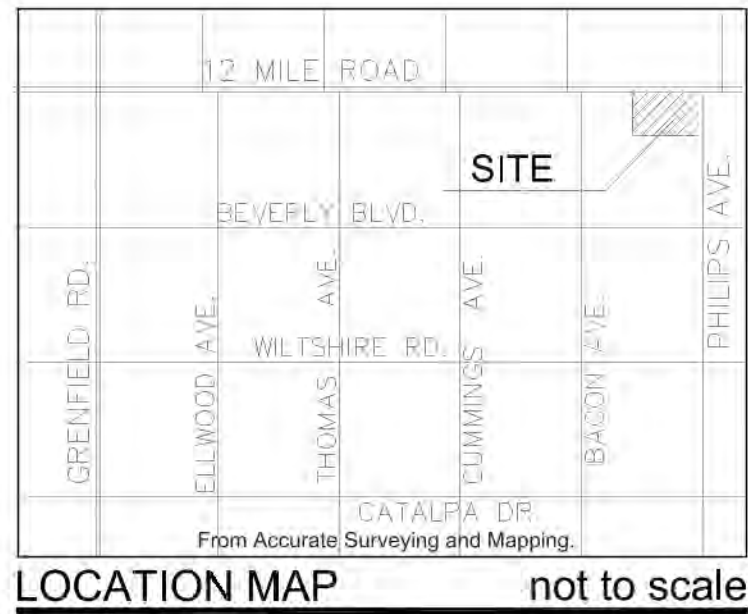 12 MILE ROAD
SITE
BEVERLY BLVD.
PHILIPS AVE.
GRENFIELD RD.
ELLWOOD AVE.
THOMAS AVE.
CUMMINGS AVE.
BACON AVE.
WILTSHIRE RD.
CATALPA DR.
From Accurate Surveying and Mapping.
LOCATION MAP not to scale